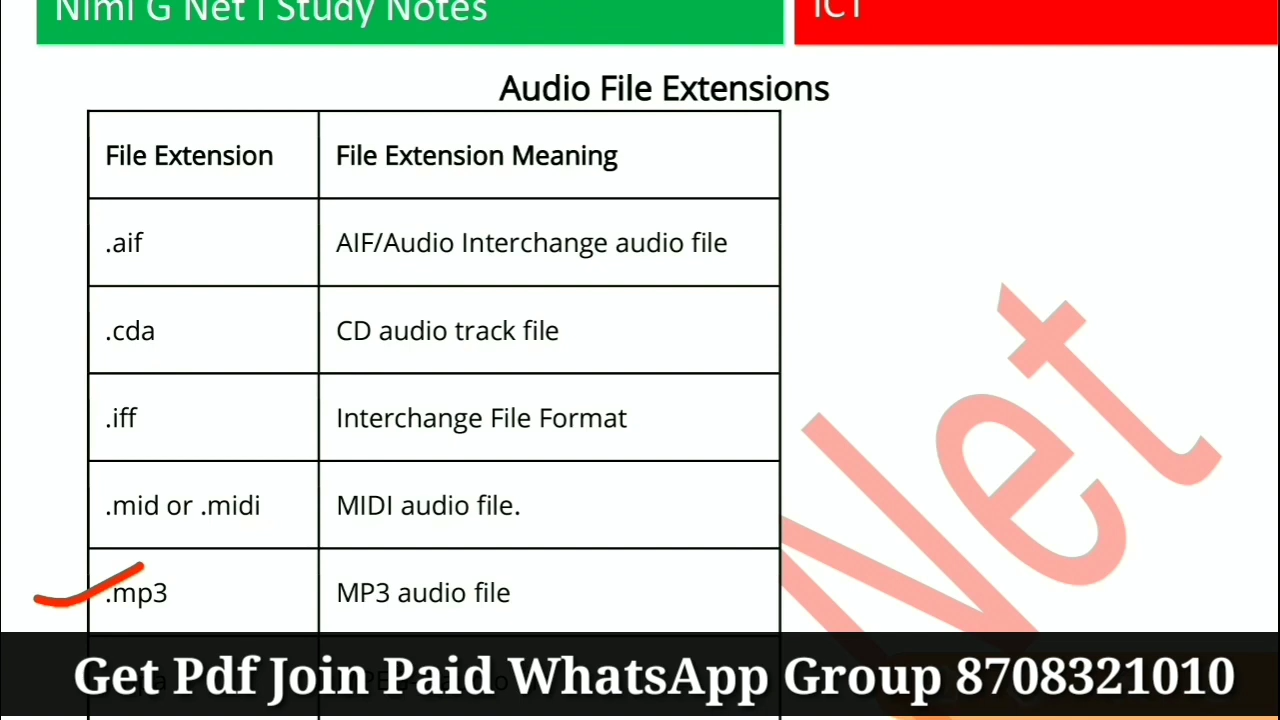 Nimi G Net I Study Notes
ICT
Audio File Extensions
File Extension File Extension Meaning
.aif AIF/Audio Interchange audio file
.cda CD audio track file
.iff Interchange File Format
.mid or .midi MIDI audio file.
.mp3 MP3 audio file
Net
Get Pdf Join Paid WhatsApp Group 8708321010